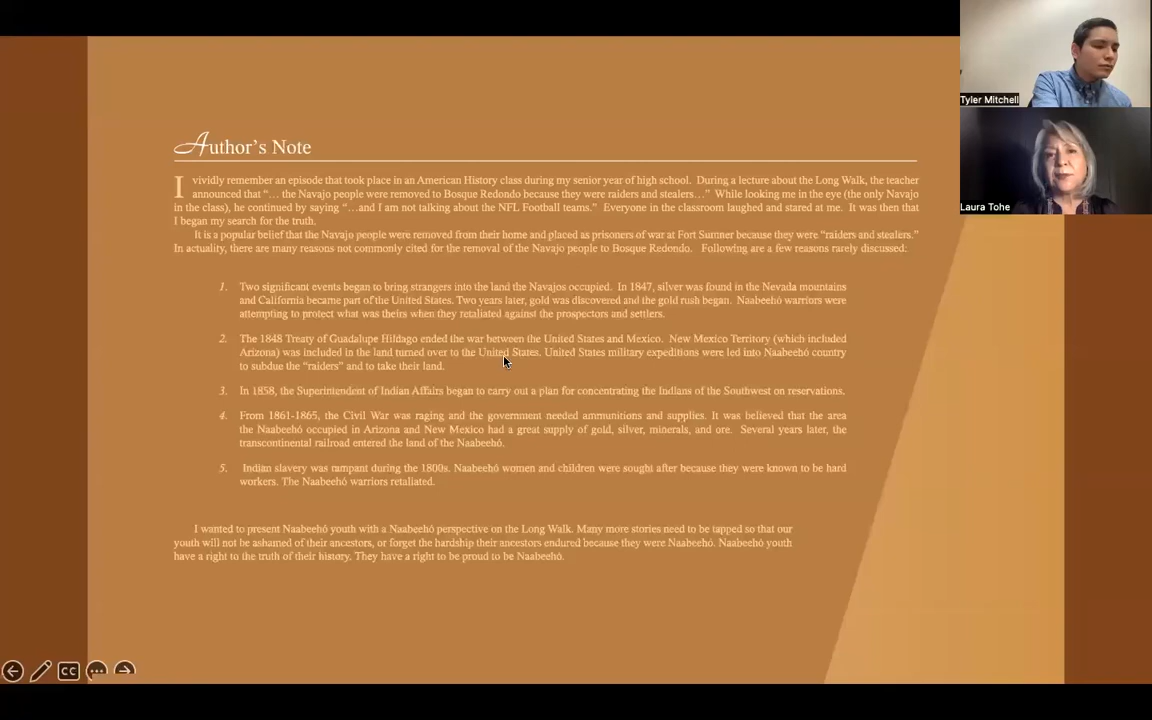 Author's Note
I vividly remember an episode that took place in an American History class during my senior year of high school. During a lecture about the Long Walk, the teacher
announced that “… the Navajo people were removed to Bosque Redondo because they were raiders and stealers…” While looking me in the eye (the only Navajo
in the class), he continued by saying “…and I am not talking about the NFL Football teams.” Everyone in the classroom laughed and stared at me. It was then that
I began my search for the truth.
It is a popular belief that the Navajo people were removed from their home and placed as prisoners of war at Fort Sumner because they were “raiders and stealers.”
In actuality, there are many reasons not commonly cited for the removal of the Navajo people to Bosque Redondo. Following are a few reasons rarely discussed:
1. Two significant events began to bring strangers into the land the Navajos occupied. In 1847, silver was found in the Nevada mountains
and California became part of the United States. Two years later, gold was discovered and the gold rush began. Naabeehó warriors were
attempting to protect what was theirs when they retaliated against the prospectors and settlers.
2. The 1848 Treaty of Guadalupe Hildago ended the war between the United States and Mexico. New Mexico Territory (which included
Arizona) was included in the land turned over to the United States. United States military expeditions were led into Naabeehó country
to subdue the “raiders” and to take their land.
3. In 1858, the Superintendent of Indian Affairs began to carry out a plan for concentrating the Indians of the Southwest on reservations.
4. From 1861-1865, the Civil War was raging and the government needed ammunitions and supplies. It was believed that the area
the Naabeehó occupied in Arizona and New Mexico had a great supply of gold, silver, minerals, and ore. Several years later, the
transcontinental railroad entered the land of the Naabeehó.
5. Indian slavery was rampant during the 1800s. Naabeehó women and children were sought after because they were known to be hard
workers. The Naabeehó warriors retaliated.
I wanted to present Naabeehó youth with a Naabeehó perspective on the Long Walk. Many more stories need to be tapped so that our
youth will not be ashamed of their ancestors, or forget the hardship their ancestors endured because they were Naabeehó. Naabeehó youth
have a right to the truth of their history. They have a right to be proud to be Naabeehó.
Tyler Mitchell
Laura Tohe
CC